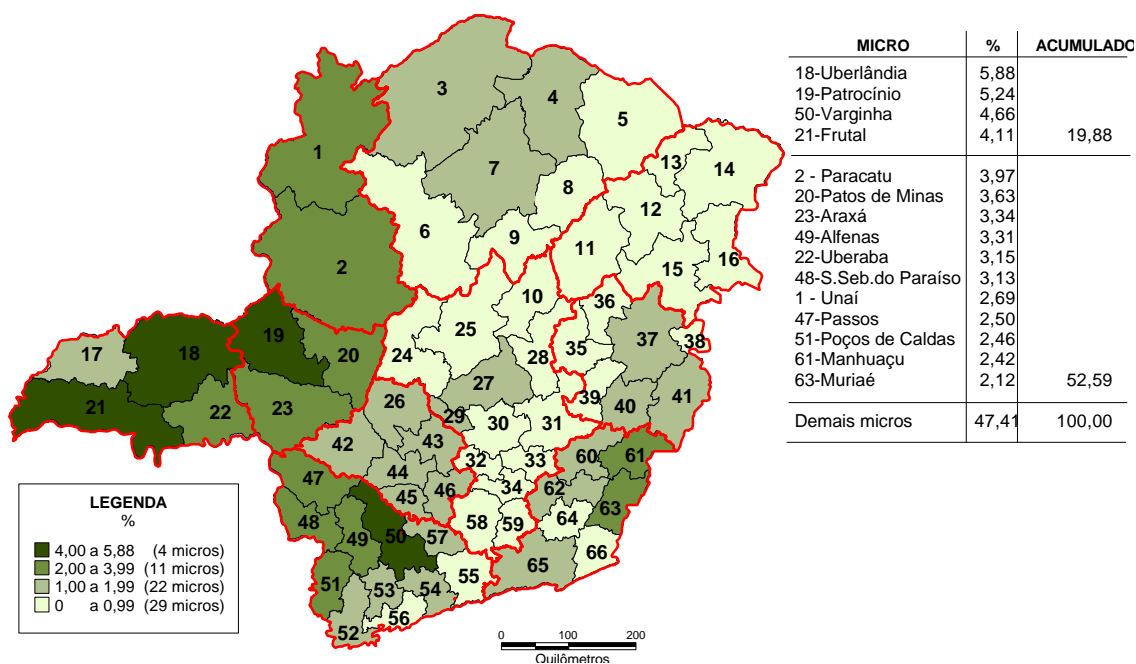 MICRO % ACUMULADO
18-Uberlândia 5,88
19-Patrocínio 5,24
50-Varginha 4,66
21-Frutal 4,11 19,88
2 - Paracatu 3,97
20-Patos de Minas 3,63
23-Araxá 3,34
49-Alfenas 3,31
22-Uberaba 3,15
48-S.Seb.do Paraíso 3,13
1 - Unaí 2,69
47-Passos 2,50
51-Poços de Caldas 2,46
61-Manhuaçu 2,42
63-Muriaé 2,12 52,59
Demais micros 47,41 100,00
3
4
5
1
7
13
14
8
12
6
9
11
2
15
16
10
36
25
19
37
38
17
18
20
24
28
35
27
21
22
23
26
39
40
41
29
30
31
42
43
32
33
60
61
44
47
45
46
34
62
63
48
50
58
59
64
49
57
66
51
55
65
53
54
56
52
LEGENDA
%
4,00 a 5,88 (4 micros)
2,00 a 3,99 (11 micros)
1,00 a 1,99 (22 micros)
0 a 0,99 (29 micros)
0 100 200
Quilômetros